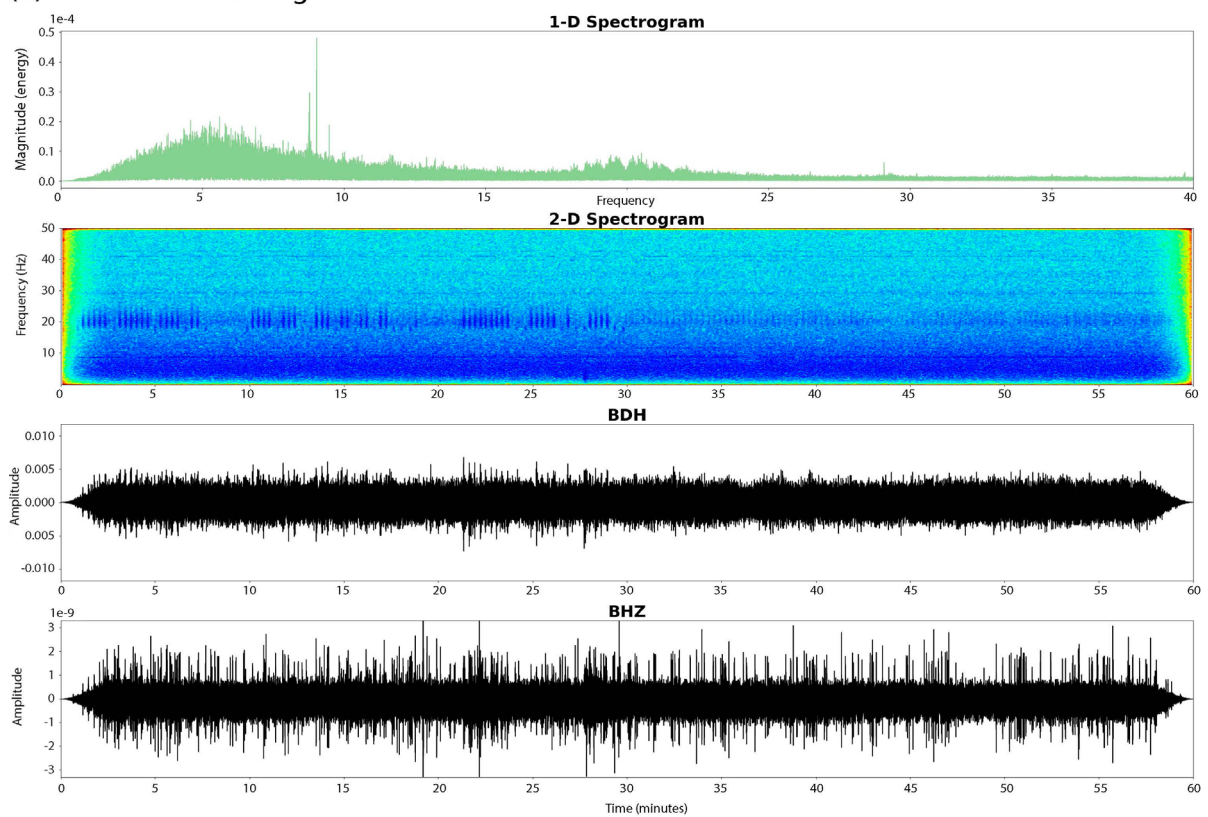 1-D Spectrogram
1e-4
Magnitude (energy)
0.5
0.4
0.3
0.2
0.1
0.0
0 5 10 15 25 30 35 40
Frequency
2-D Spectrogram
Frequency (Hz)
50
40
30
20
10
0 5 10 15 20 25 30 35 40 45 50 55 60
BDH
Amplitude
0.010
0.005
0.000
0.005
-0.010
0 5 10 15 20 25 30 35 40 45 50 55 60
BHZ
1e-9
Amplitude
3
2
1
0
-1
-2
-3
0 5 10 15 20 25 30 35 40 45 50 55 60
Time (minutes)